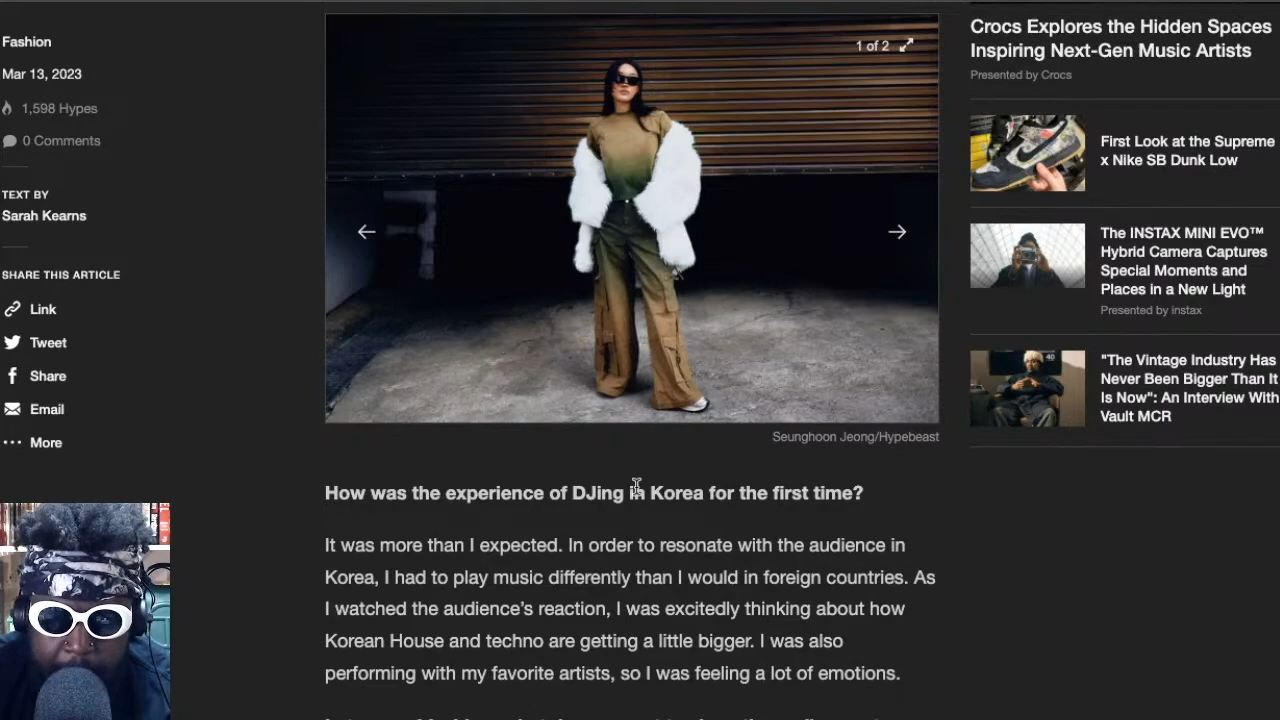 Fashion
Mar 13, 2023
1,598 Hypes
0 Comments
TEXT BY
Sarah Kearns
SHARE THIS ARTICLE
Link
Tweet
Share
Email
More
1 of 2
Seunghoon Jeong/Hypebeast
How was the experience of DJing in Korea for the first time?
It was more than I expected. In order to resonate with the audience in
Korea, I had to play music differently than I would in foreign countries. As
I watched the audience's reaction, I was excitedly thinking about how
Korean House and techno are getting a little bigger. I was also
performing with my favorite artists, so I was feeling a lot of emotions.
Crocs Explores the Hidden Spaces
Inspiring Next-Gen Music Artists
Presented by Crocs
First Look at the Supreme
x Nike SB Dunk Low
The INSTAX MINI EVO™
Hybrid Camera Captures
Special Moments and
Places in a New Light
Presented by instax
40
"The Vintage Industry Has
Never Been Bigger Than It
Is Now": An Interview With
Vault MCR